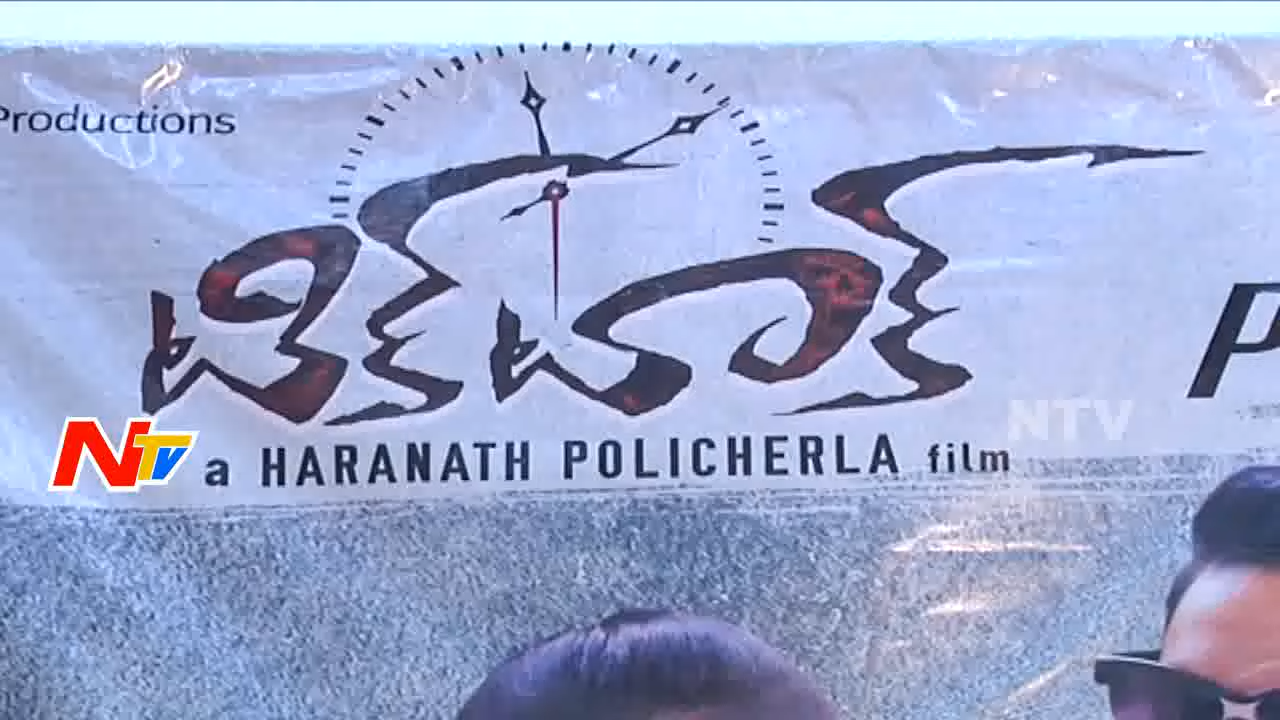 Productions
టిక్ టాక్
P
a HARANATH POLICHERLA film
NTV
NTV